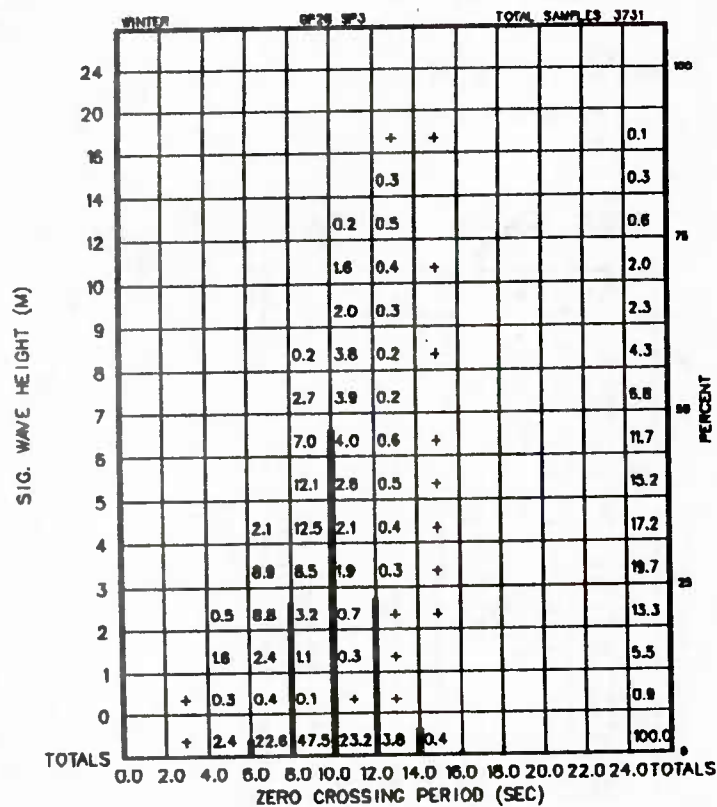 WINTER GP26 SP3 TOTAL SAMPLES 3731
24 100
20
+ + 0.1
16
0.3 0.3
14
0.2 0.5 0.6
12 75
1.6 0.4 + 2.0
10
2.0 0.3 2.3
9
0.2 3.8 0.2 + 4.3
8
2.7 3.9 0.2 6.8
7 50
7.0 4.0 0.6 + 11.7
6
12.1 2.6 0.5 + 15.2
5
2.1 12.5 2.1 0.4 + 17.2
4
8.9 8.5 1.9 0.3 + 19.7
3 25
0.5 8.8 3.2 0.7 + + 13.3
2
1.6 2.4 1.1 0.3 + 5.5
1
+ 0.3 0.4 0.1 + + 0.9
0
+ 2.4 22.6 47.5 23.2 3.8 0.4 100.0
TOTALS 0
0.0 2.0 4.0 6.0 8.0 10.0 12.0 14.0 16.0 18.0 20.0 22.0 24.0 TOTALS
ZERO CROSSING PERIOD (SEC)
SIG. WAVE HEIGHT (M)
PERCENT